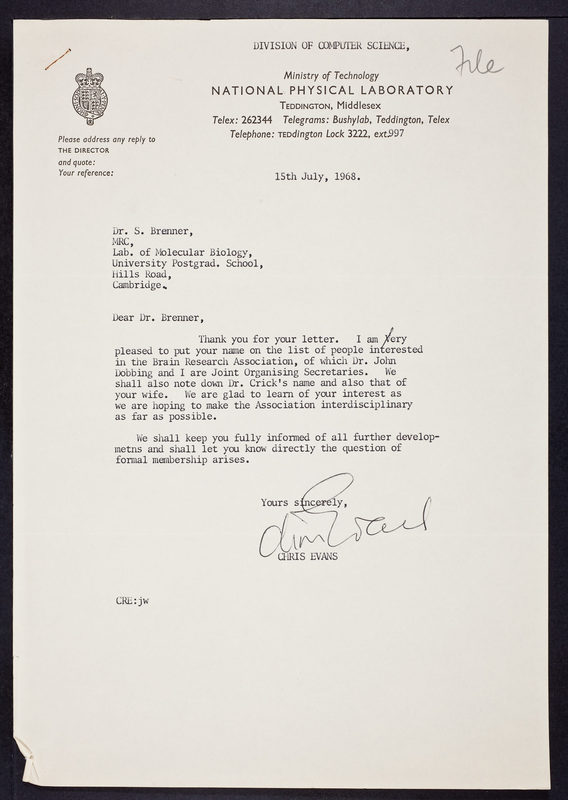 DIVISION OF COMPUTER SCIENCE,
File
Ministry of Technology
NATIONAL PHYSICAL LABORATORY
TEDDINGTON, Middlesex
Telex: 262344 Telegrams: Bushylab, Teddington, Telex
Telephone: TEDdington Lock 3222, ext.997
Please address any reply to
THE DIRECTOR
and quote:
Your reference:
15th July, 1968.
Dr. S. Brenner,
MRC,
Lab. of Molecular Biology,
University Postgrad. School,
Hills Road,
Cambridge.
Dear Dr. Brenner,
Thank you for your letter. I am very
pleased to put your name on the list of people interested
in the Brain Research Association, of which Dr. John
Dobbing and I are Joint Organising Secretaries. We
shall also note down Dr. Crick's name and also that of
your wife. We are glad to learn of your interest as
we are hoping to make the Association interdisciplinary
as far as possible.
We shall keep you fully informed of all further develop-
metns and shall let you know directly the question of
formal membership arises.
Yours sincerely,
Chris Evans
CHRIS EVANS
CRE:jw